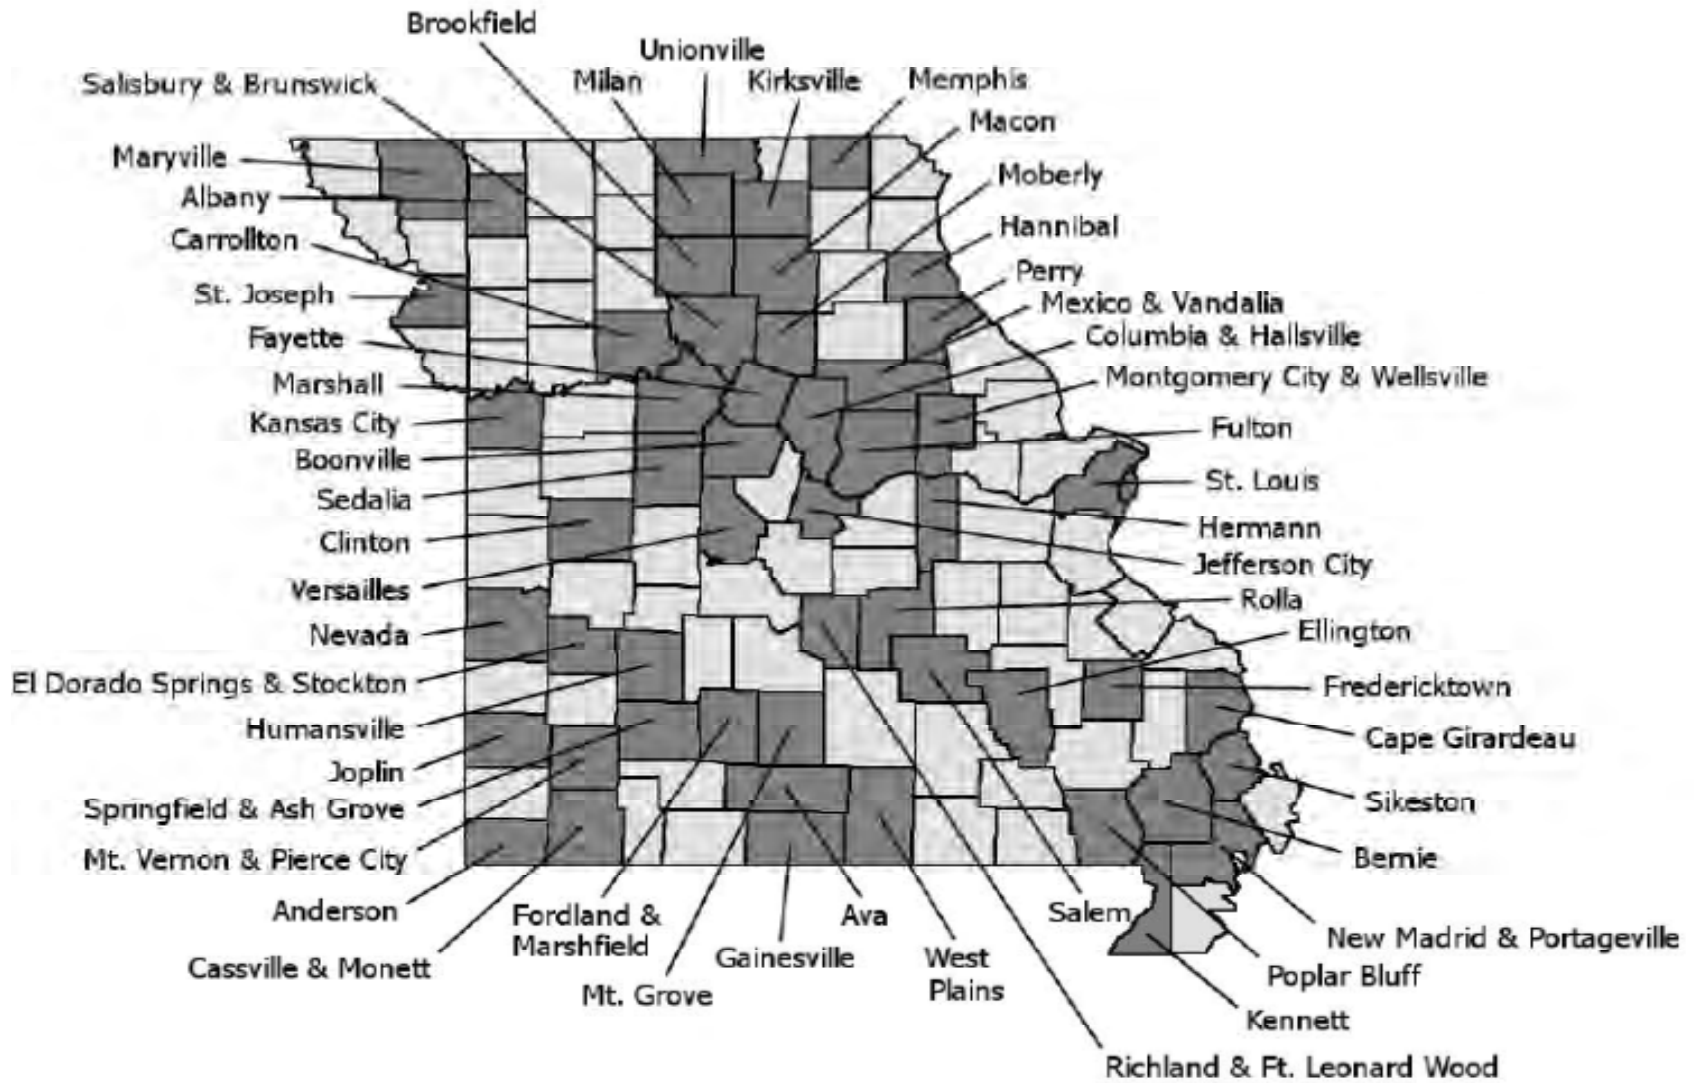 Brookfield
Unionville
Salisbury & Brunswick
Milan
Kirksville
Memphis
Macon
Maryville
Moberly
Albany
Hannibal
Carrollton
Perry
St. Joseph
Mexico & Vandalia
Fayette
Columbia & Hallsville
Marshall
Montgomery City & Wellsville
Kansas City
Fulton
Boonville
St. Louis
Sedalia
Hermann
Clinton
Jefferson City
Versailles
Rolla
Nevada
Ellington
El Dorado Springs & Stockton
Fredericktown
Humansville
Cape Girardeau
Joplin
Sikeston
Springfield & Ash Grove
Mt. Vernon & Pierce City
Bernie
Anderson
Fordland &
Marshfield
Ava
Salem
New Madrid & Portageville
Cassville & Monett
Gainesville
West
Plains
Poplar Bluff
Mt. Grove
Kennett
Richland & Ft. Leonard Wood